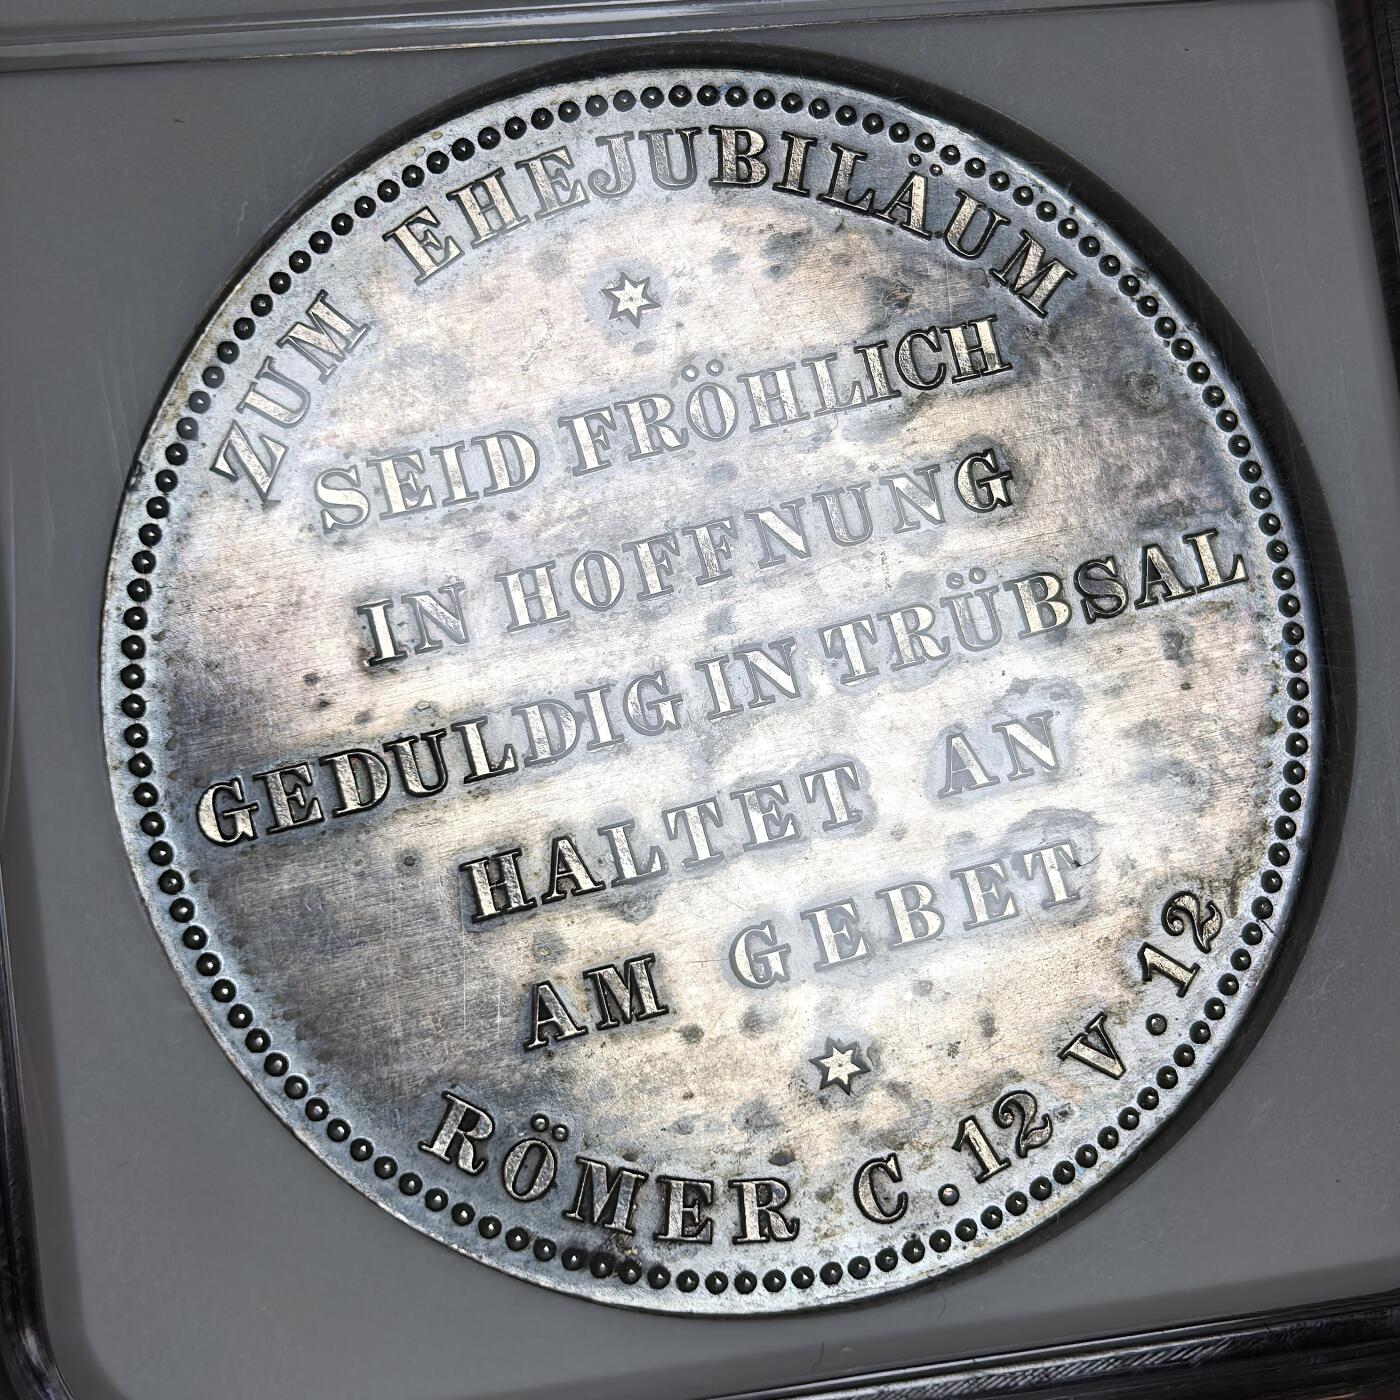 ZUM EHEJUBILÄUM
SEID FRÖHLICH
IN HOFFNUNG
GEDULDIG IN TRÜBSAL
HALTET AN
AM GEBET
RÖMER C. 12 V. 12